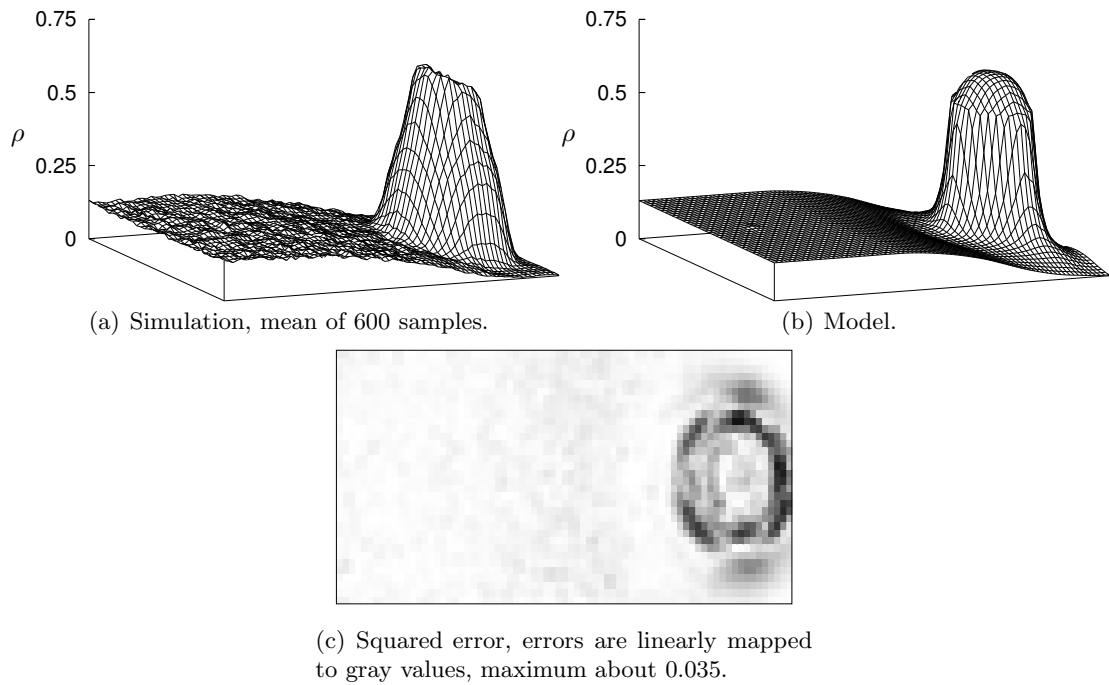 0.75
0.5
ρ
0.25
0
(a) Simulation, mean of 600 samples.
0.75
0.5
ρ
0.25
0
(b) Model.
(c) Squared error, errors are linearly mapped
to gray values, maximum about 0.035.